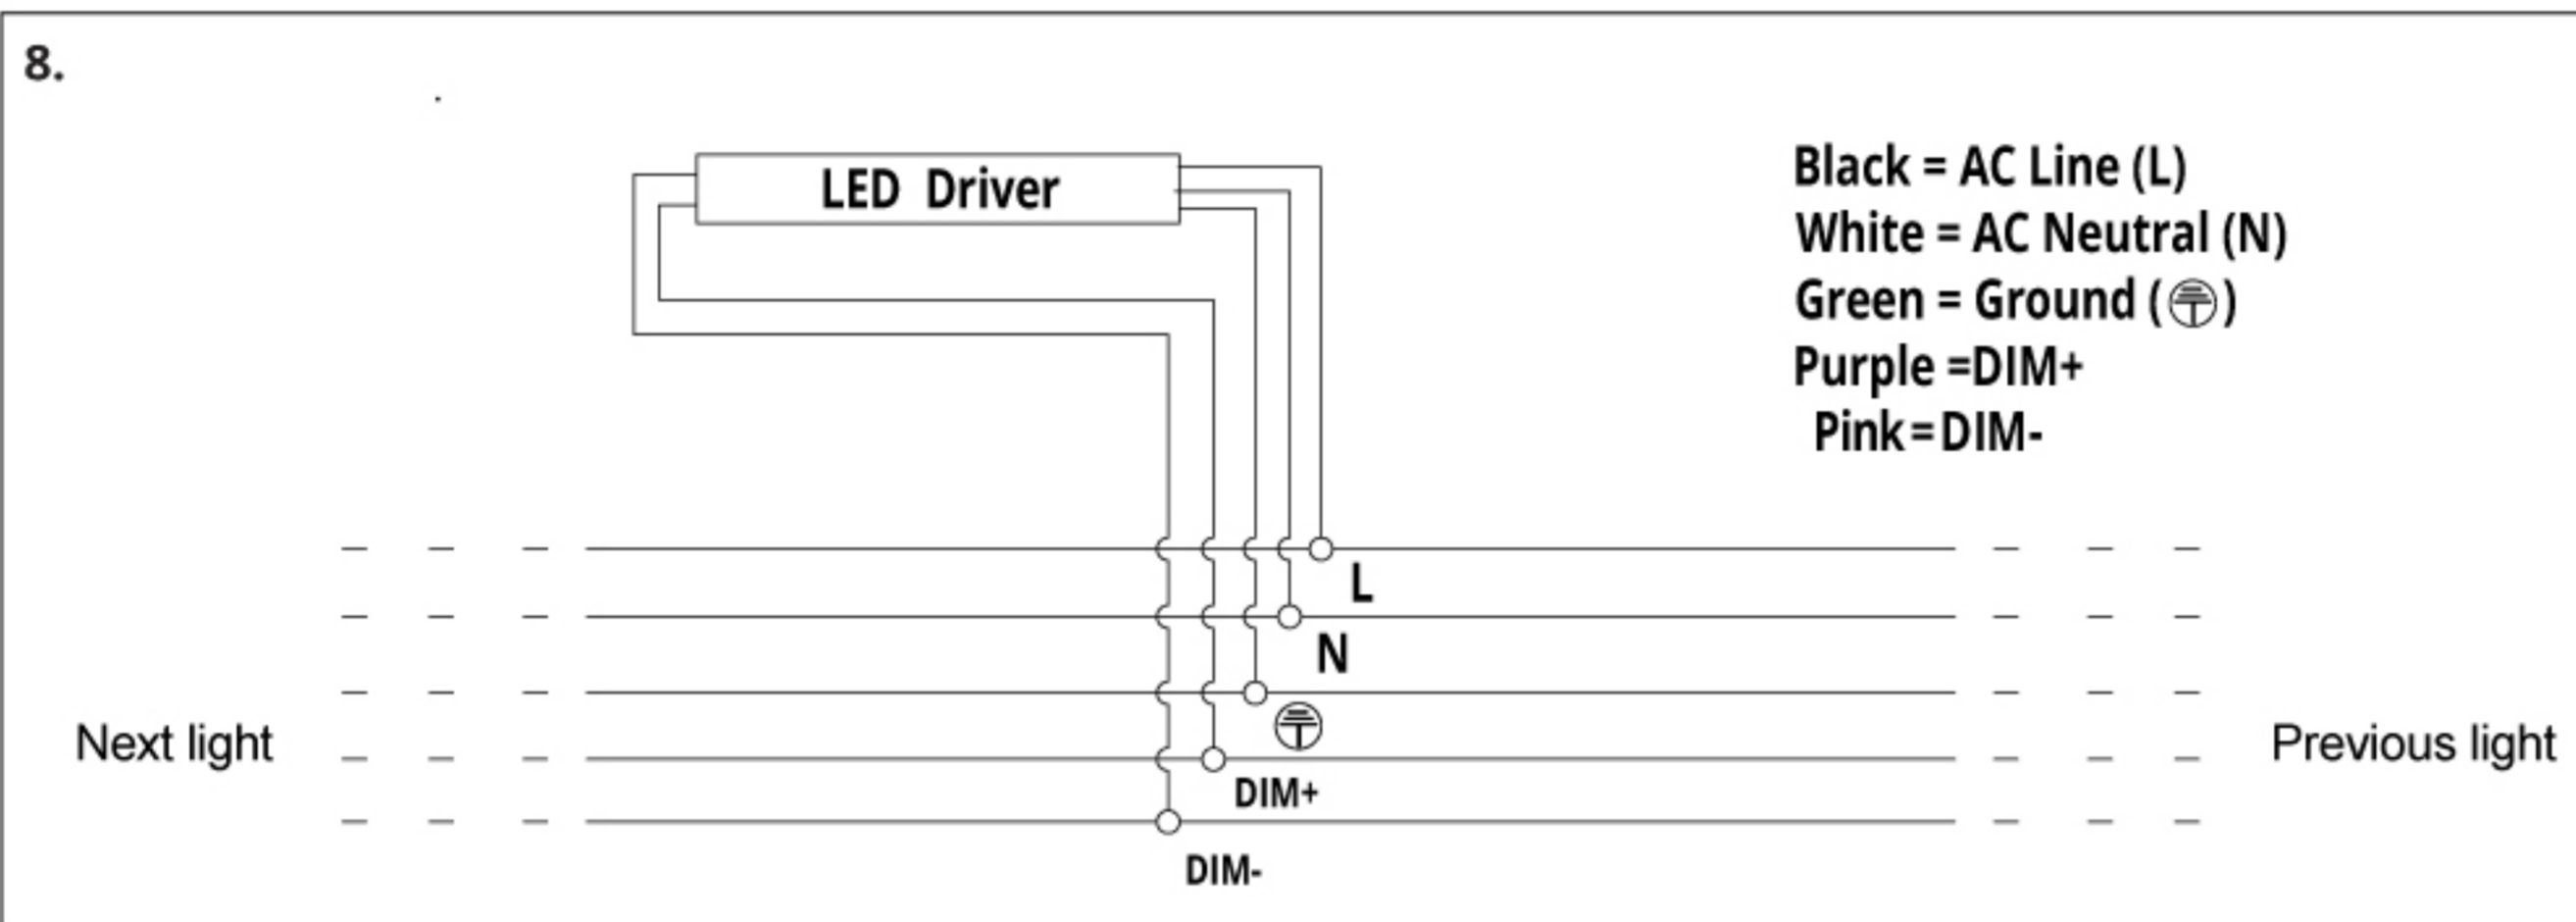 8.
LED Driver
Black = AC Line (L)
White = AC Neutral (N)
Green = Ground (⏚)
Purple =DIM+
Pink=DIM-
L
N
⏚
Next light
Previous light
DIM+
DIM-